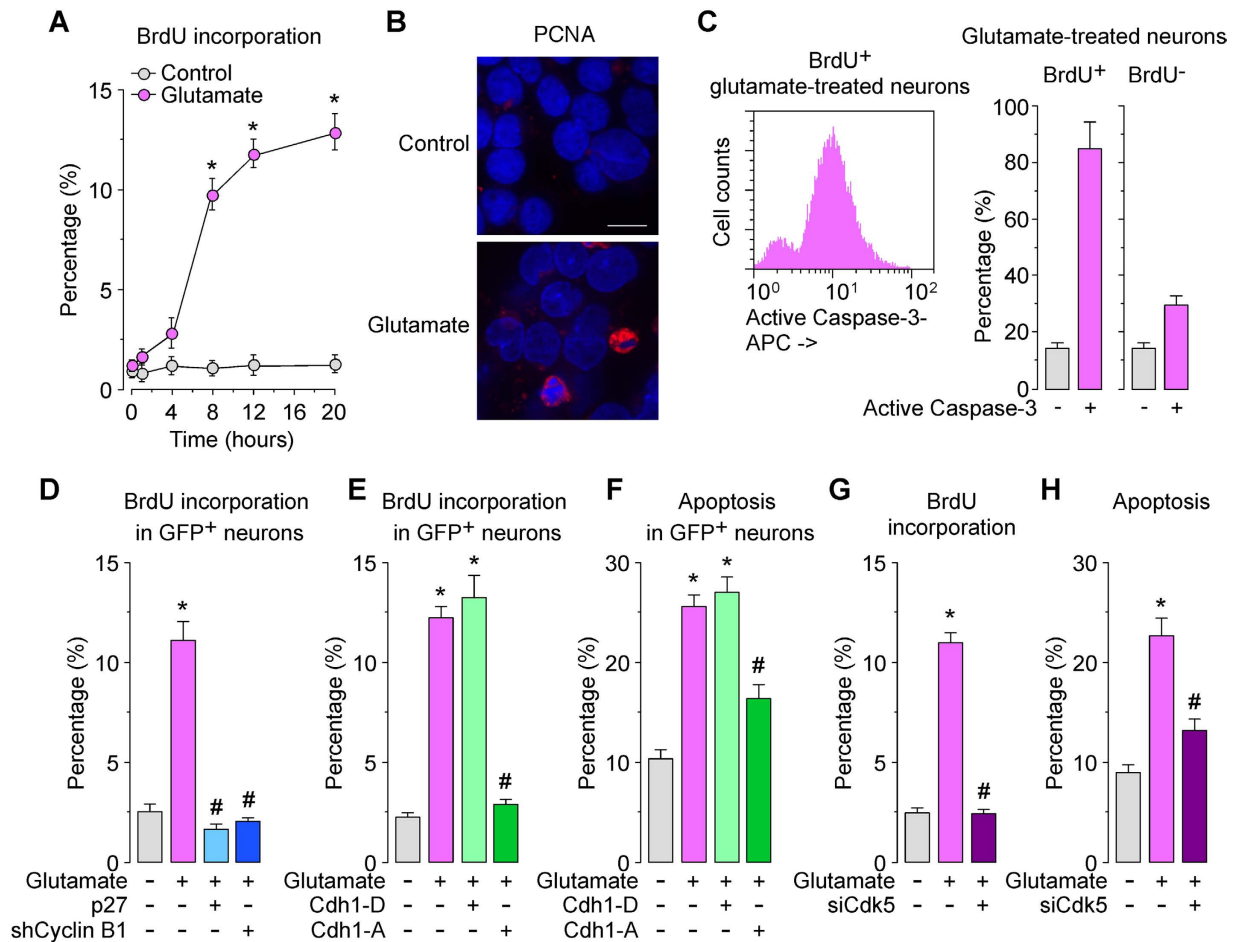 A
BrdU incorporation
Control
Glutamate
Percentage (%)
15
10
5
0
* * *
0 4 8 12 16 20
Time (hours)
B
PCNA
Control
Glutamate
C
BrdU+
glutamate-treated neurons
Cell counts
10^0 10^1 10^2
Active Caspase-3-
APC ->
Glutamate-treated neurons
BrdU+ BrdU-
Percentage (%)
100
80
60
40
20
0
Active Caspase-3 - + - +
D
BrdU incorporation
in GFP+ neurons
Percentage (%)
15
10
5
0
* # #
Glutamate - + + +
p27 - - + -
shCyclin B1 - - - +
E
BrdU incorporation
in GFP+ neurons
Percentage (%)
15
10
5
0
* * #
Glutamate - + + +
Cdh1-D - - + -
Cdh1-A - - - +
F
Apoptosis
in GFP+ neurons
Percentage (%)
30
20
10
0
* * #
Glutamate - + + +
Cdh1-D - - + -
Cdh1-A - - - +
G
BrdU
incorporation
Percentage (%)
15
10
5
0
* #
Glutamate - + +
siCdk5 - - +
H
Apoptosis
Percentage (%)
30
20
10
0
* #
Glutamate - + +
siCdk5 - - +